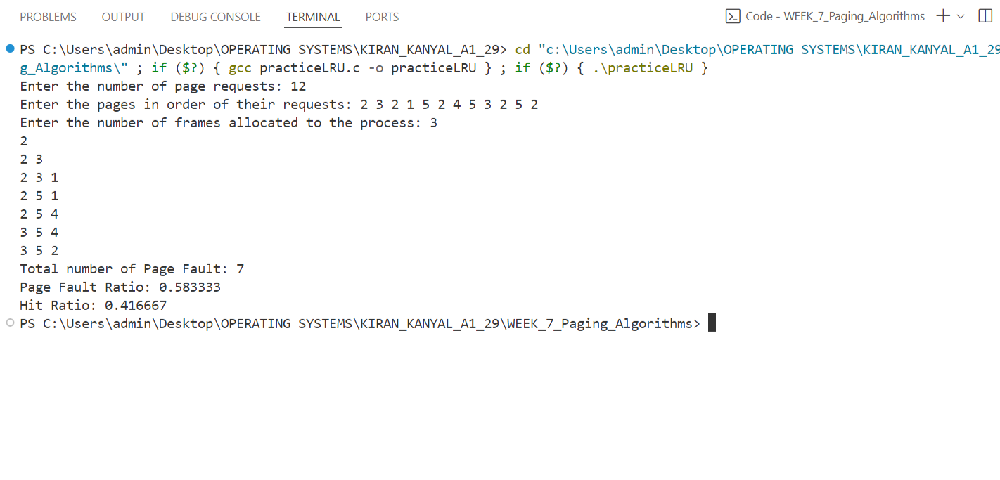 PROBLEMS OUTPUT DEBUG CONSOLE TERMINAL PORTS Code - WEEK_7_Paging_Algorithms
PS C:\Users\admin\Desktop\OPERATING SYSTEMS\KIRAN_KANYAL_A1_29> cd "c:\Users\admin\Desktop\OPERATING SYSTEMS\KIRAN_KANYAL_A1_29
g_Algorithms\" ; if ($?) { gcc practiceLRU.c -o practiceLRU } ; if ($?) { .\practiceLRU }
Enter the number of page requests: 12
Enter the pages in order of their requests: 2 3 2 1 5 2 4 5 3 2 5 2
Enter the number of frames allocated to the process: 3
2
2 3
2 3 1
2 5 1
2 5 4
3 5 4
3 5 2
Total number of Page Fault: 7
Page Fault Ratio: 0.583333
Hit Ratio: 0.416667
PS C:\Users\admin\Desktop\OPERATING SYSTEMS\KIRAN_KANYAL_A1_29\WEEK_7_Paging_Algorithms>